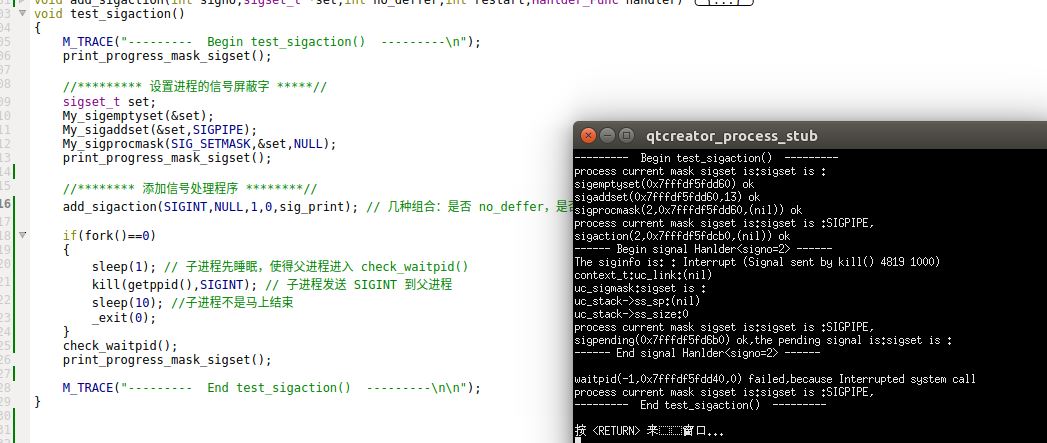 void add_sigaction(int signo,sigset_t *set,int no_deffer,int restart,Hanlder_Func handler) {...}
void test_sigaction()
{
M_TRACE("--------- Begin test_sigaction() ---------\n");
print_progress_mask_sigset();
//********* 设置进程的信号屏蔽字 *****//
sigset_t set;
My_sigemptyset(&set);
My_sigaddset(&set,SIGPIPE);
My_sigprocmask(SIG_SETMASK,&set,NULL);
print_progress_mask_sigset();
//******** 添加信号处理程序 ********//
add_sigaction(SIGINT,NULL,1,0,sig_print); // 几种组合：是否 no_deffer，是否
if(fork()==0)
{
sleep(1); // 子进程先睡眠，使得父进程进入 check_waitpid()
kill(getppid(),SIGINT); // 子进程发送 SIGINT 到父进程
sleep(10); //子进程不是马上结束
_exit(0);
}
check_waitpid();
print_progress_mask_sigset();
M_TRACE("--------- End test_sigaction() ---------\n\n");
}
qtcreator_process_stub
--------- Begin test_sigaction() ---------
process current mask sigset is:sigset is :
sigemptyset(0x7fffdf5fdd60) ok
sigaddset(0x7fffdf5fdd60,13) ok
sigprocmask(2,0x7fffdf5fdd60,(nil)) ok
process current mask sigset is:sigset is :SIGPIPE,
sigaction(2,0x7fffdf5fdcb0,(nil)) ok
------ Begin signal Hanlder<signo=2> ------
The siginfo is: : Interrupt (Signal sent by kill() 4819 1000)
context_t:uc_link:(nil)
uc_sigmask:sigset is :
uc_stack->ss_sp:(nil)
uc_stack->ss_size:0
process current mask sigset is:sigset is :SIGPIPE,
sigpending(0x7fffdf5fd6b0) ok,the pending signal is:sigset is :
------ End signal Hanlder<signo=2> ------
waitpid(-1,0x7fffdf5fdd40,0) failed,because Interrupted system call
process current mask sigset is:sigset is :SIGPIPE,
--------- End test_sigaction() ---------
按 <RETURN> 来窗口...